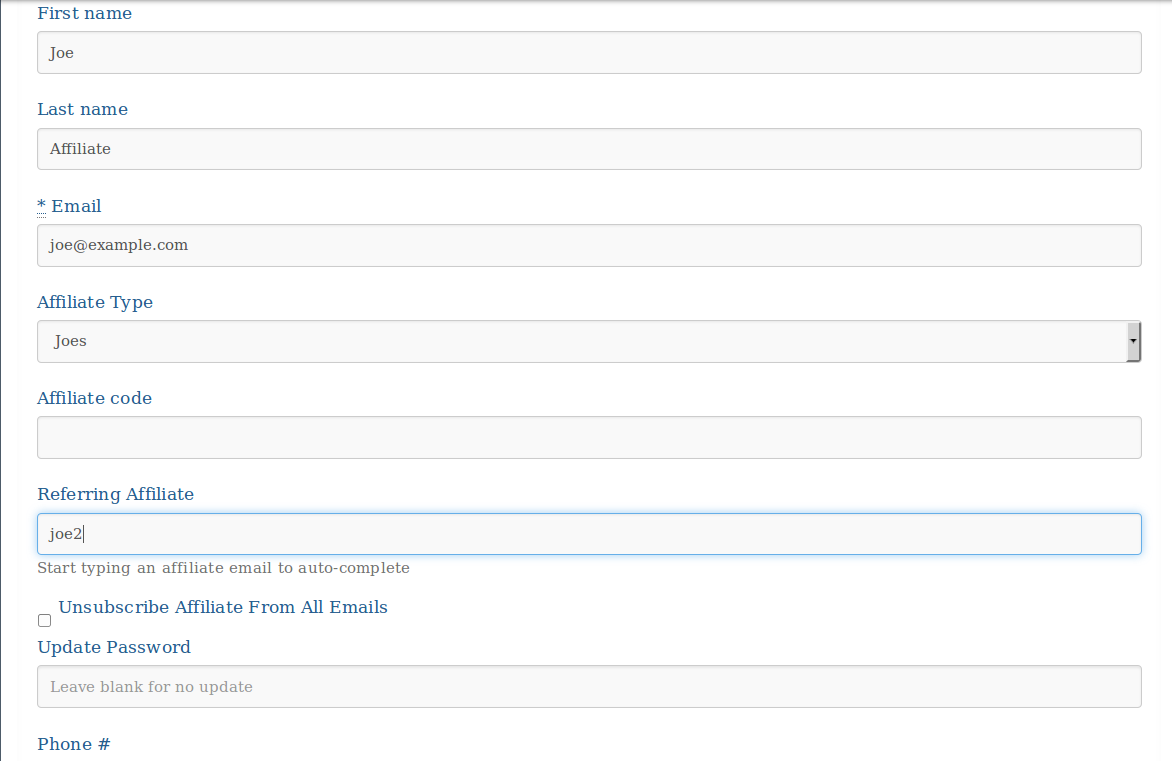 First name
Joe
Last name
Affiliate
* Email
joe@example.com
Affiliate Type
Joes
Affiliate code
Referring Affiliate
joe2
Start typing an affiliate email to auto-complete
Unsubscribe Affiliate From All Emails
Update Password
Leave blank for no update
Phone #